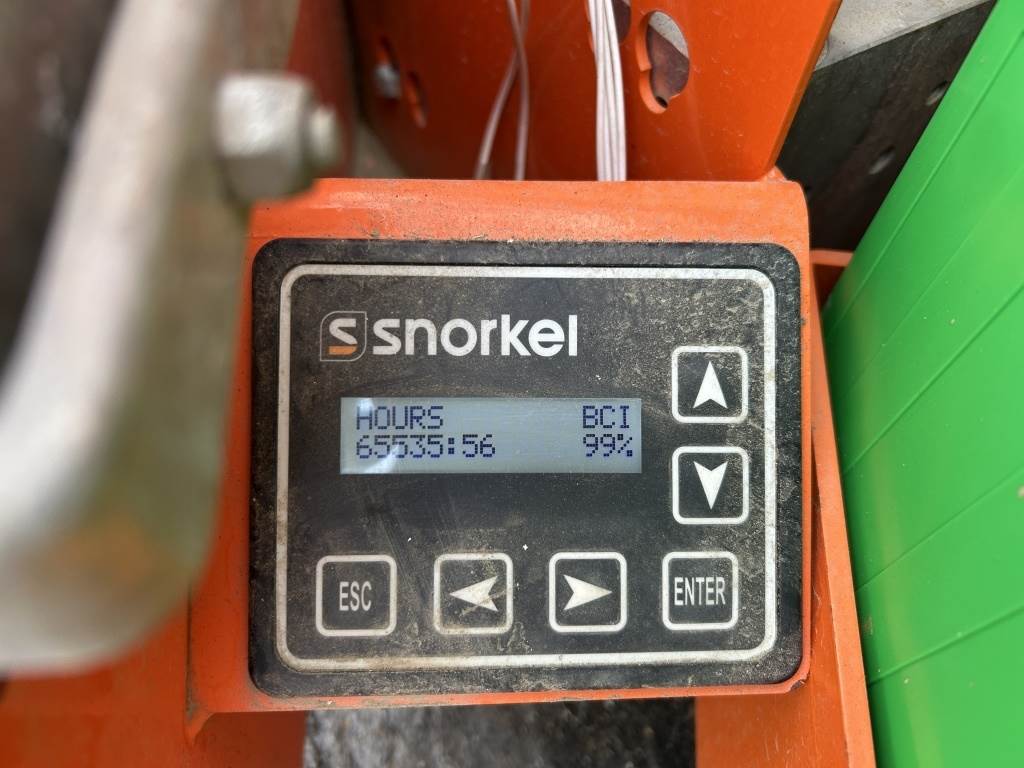 S snorkel
HOURS BCI
65535:56 99%
ESC ENTER